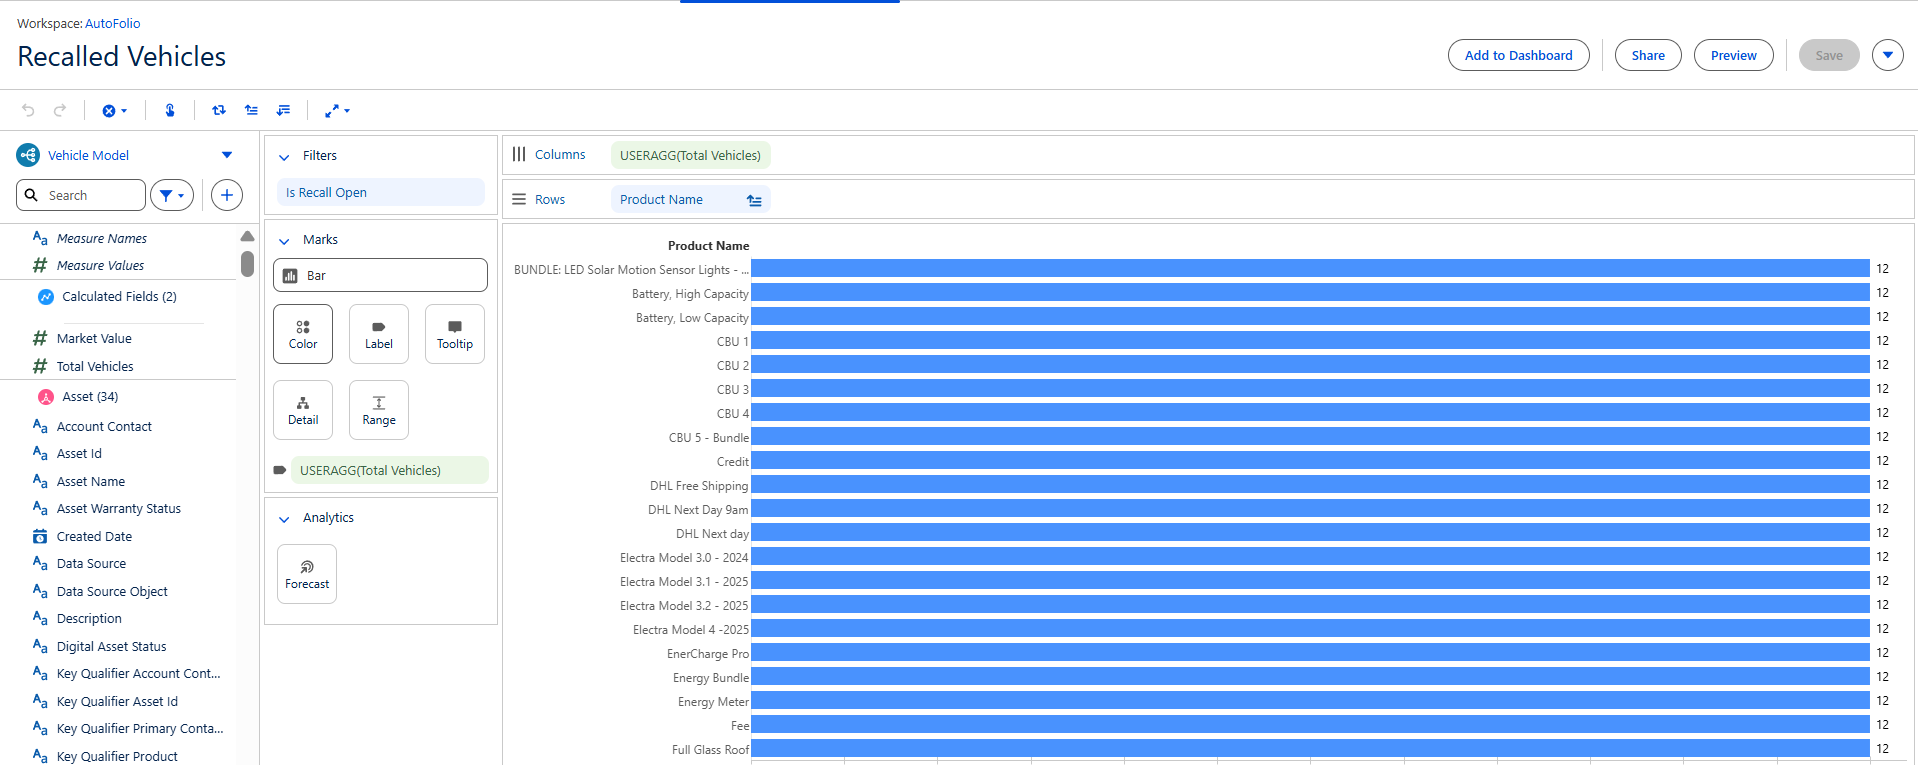 Workspace: AutoFolio
Recalled Vehicles
Add to Dashboard
Share
Preview
Save
Vehicle Model
Search
Measure Names
Measure Values
Calculated Fields (2)
Market Value
Total Vehicles
Asset (34)
Account Contact
Asset Id
Asset Name
Asset Warranty Status
Created Date
Data Source
Data Source Object
Description
Digital Asset Status
Key Qualifier Account Cont...
Key Qualifier Asset Id
Key Qualifier Primary Conta...
Key Qualifier Product
Filters
Is Recall Open
Marks
Bar
Color
Label
Tooltip
Detail
Range
USERAGG(Total Vehicles)
Analytics
Forecast
Columns
USERAGG(Total Vehicles)
Rows
Product Name
Product Name
BUNDLE: LED Solar Motion Sensor Lights - ... 12
Battery, High Capacity 12
Battery, Low Capacity 12
CBU 1 12
CBU 2 12
CBU 3 12
CBU 4 12
CBU 5 - Bundle 12
Credit 12
DHL Free Shipping 12
DHL Next Day 9am 12
DHL Next day 12
Electra Model 3.0 - 2024 12
Electra Model 3.1 - 2025 12
Electra Model 3.2 - 2025 12
Electra Model 4 -2025 12
EnerCharge Pro 12
Energy Bundle 12
Energy Meter 12
Fee 12
Full Glass Roof 12